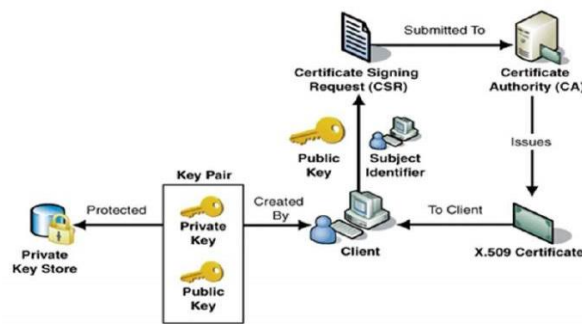 Submitted To
Certificate Signing
Request (CSR)
Certificate
Authority (CA)
Public
Key
Subject
Identifier
Issues
Key Pair
Protected
Private
Key
Created
By
To Client
Private
Key Store
Client
X.509 Certificate
Public
Key